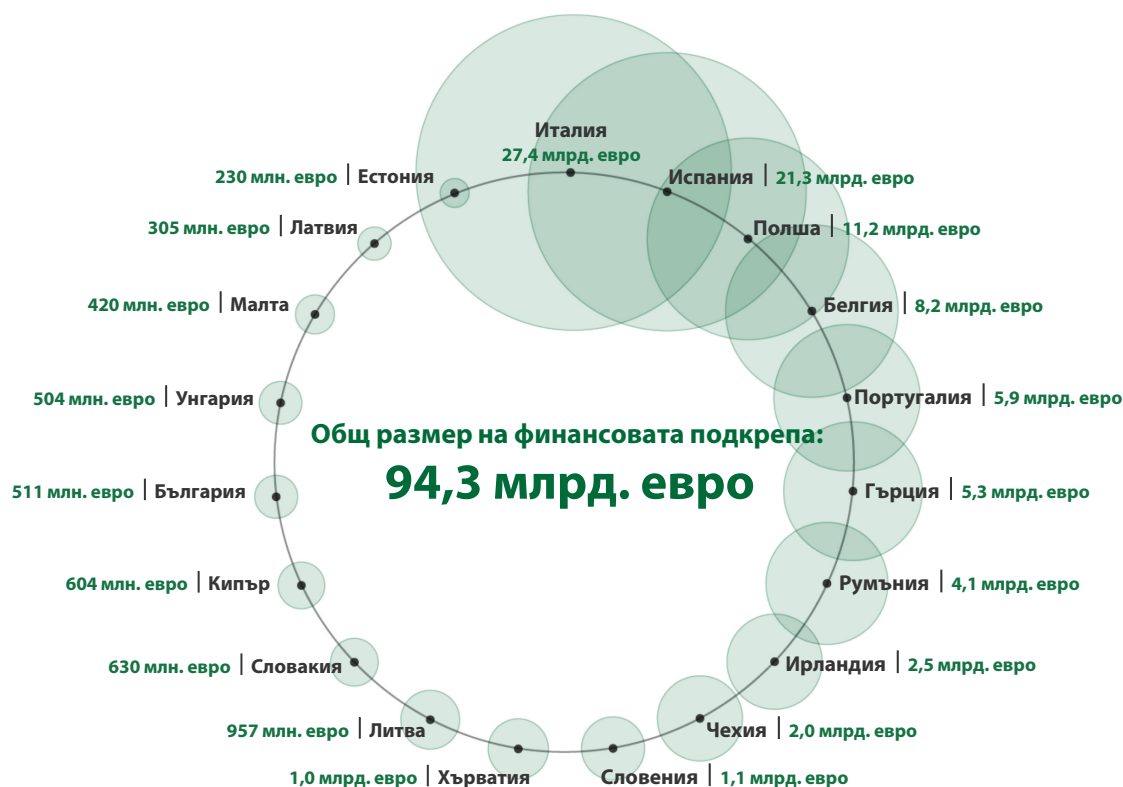 Италия
27,4 млрд. евро
230 млн. евро | Естония
Испания | 21,3 млрд. евро
305 млн. евро | Латвия
Полша | 11,2 млрд. евро
420 млн. евро | Малта
Белгия | 8,2 млрд. евро
504 млн. евро | Унгария
Португалия | 5,9 млрд. евро
Общ размер на финансовата подкрепа:
94,3 млрд. евро
511 млн. евро | България
Гърция | 5,3 млрд. евро
604 млн. евро | Кипър
Румъния | 4,1 млрд. евро
630 млн. евро | Словакия
Ирландия | 2,5 млрд. евро
957 млн. евро | Литва
Чехия | 2,0 млрд. евро
1,0 млрд. евро | Хърватия
Словения | 1,1 млрд. евро